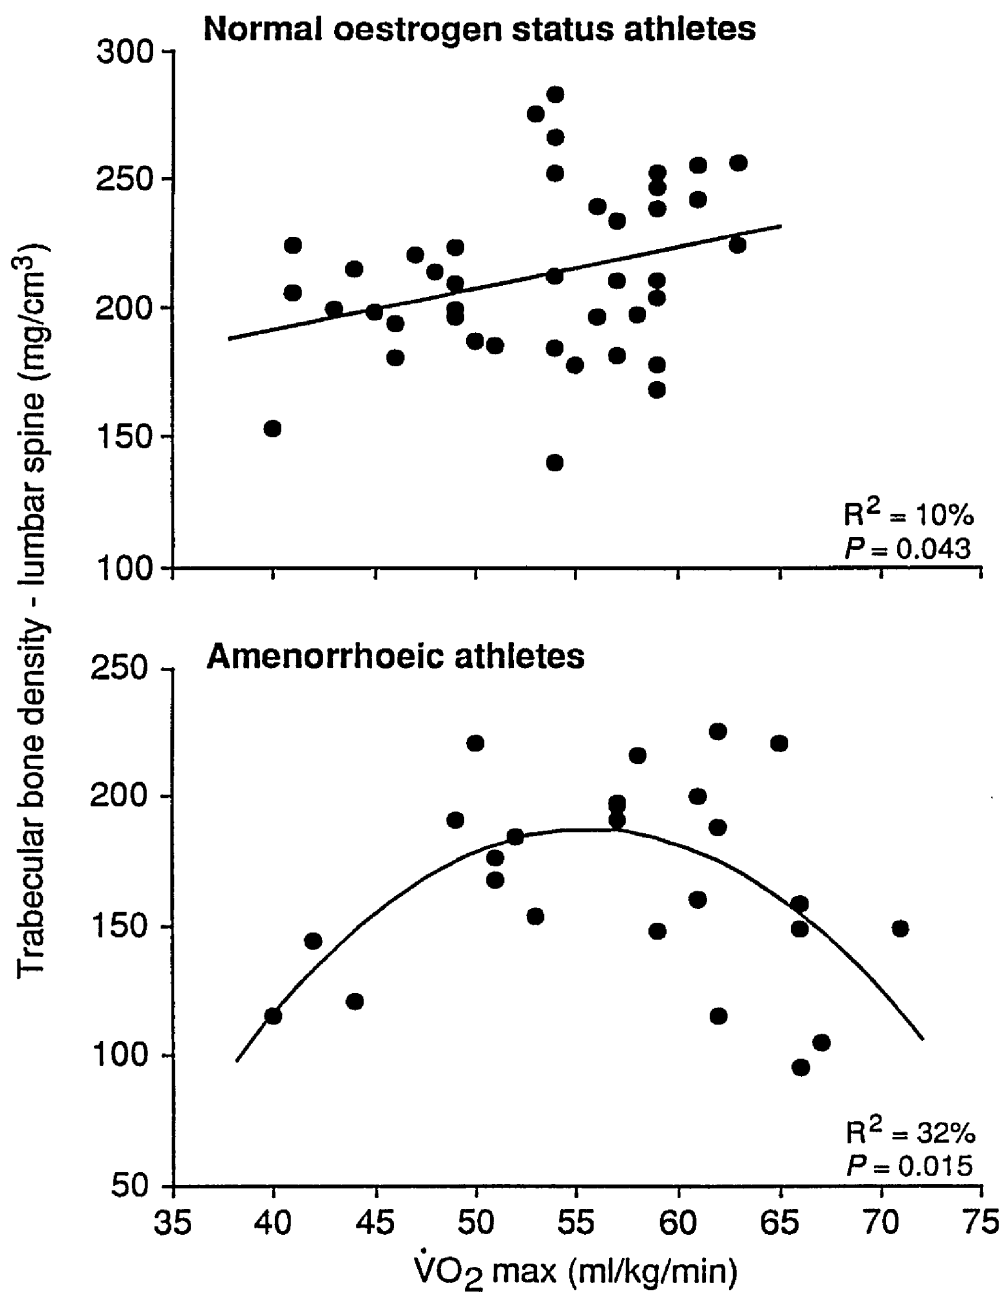 Normal oestrogen status athletes
300
250
200
150
100
R2 = 10%
P = 0.043
Trabecular bone density - lumbar spine (mg/cm3)
Amenorrhoeic athletes
250
200
150
100
50
R2 = 32%
P = 0.015
35 40 45 50 55 60 65 70 75
V̇O2 max (ml/kg/min)